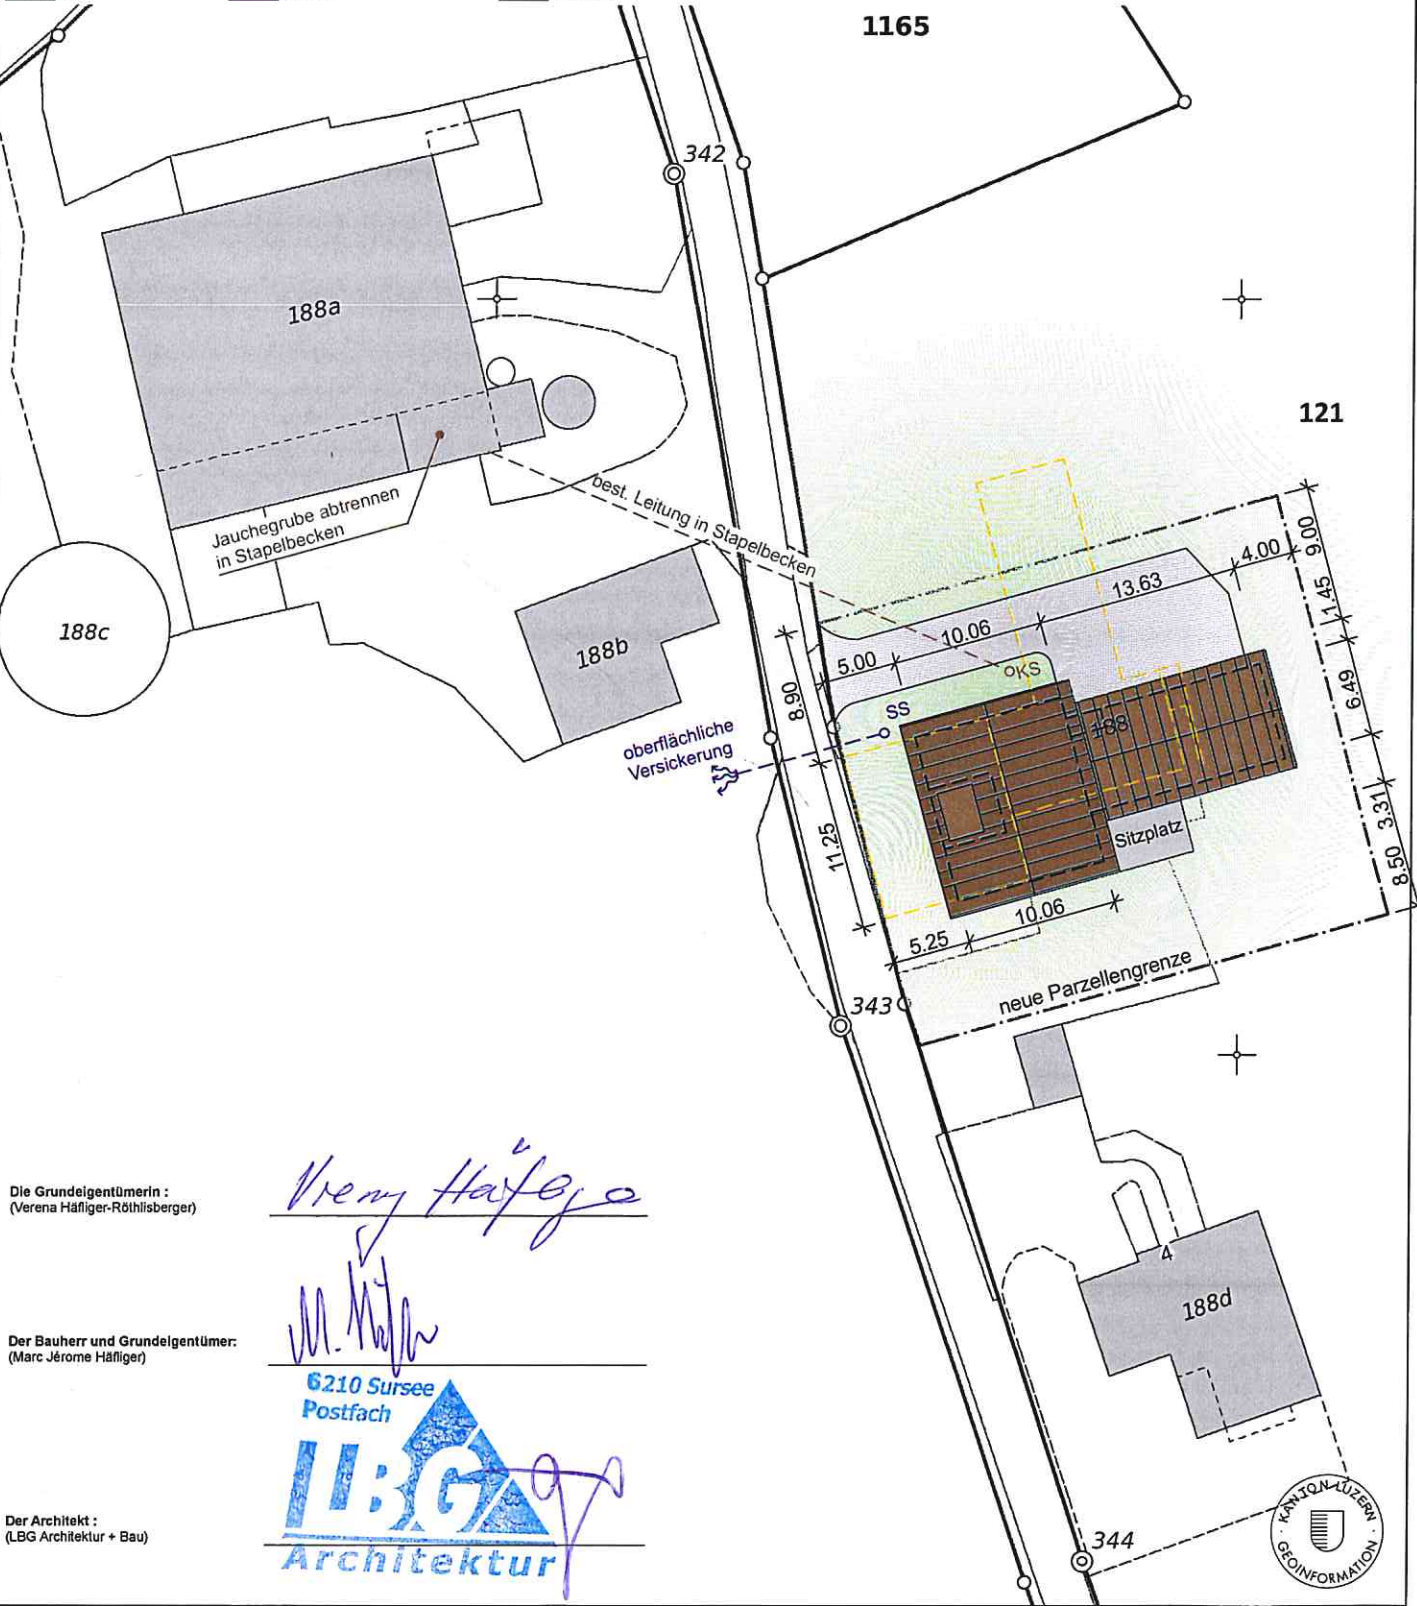 1165
342
188a
121
best. Leitung in Stapelbecken
Jauchegrube abtrennen
in Stapelbecken
188c
188b
9.00
4.00
1.45
13.63
10.06
5.00
KS
6.49
8.90
SS
188
oberflächliche
Versickerung
3.31
8.50
11.25
Sitzplatz
10.06
5.25
neue Parzellengrenze
343
Die Grundeigentümerin :
(Verena Häfliger-Röthlisberger)
4
188d
Der Bauherr und Grundeigentümer:
(Marc Jérome Häfliger)
6210 Sursee
Postfach
LBG
Architektur
Der Architekt :
(LBG Architektur + Bau)
344
KANTON LUZERN
GEOINFORMATION